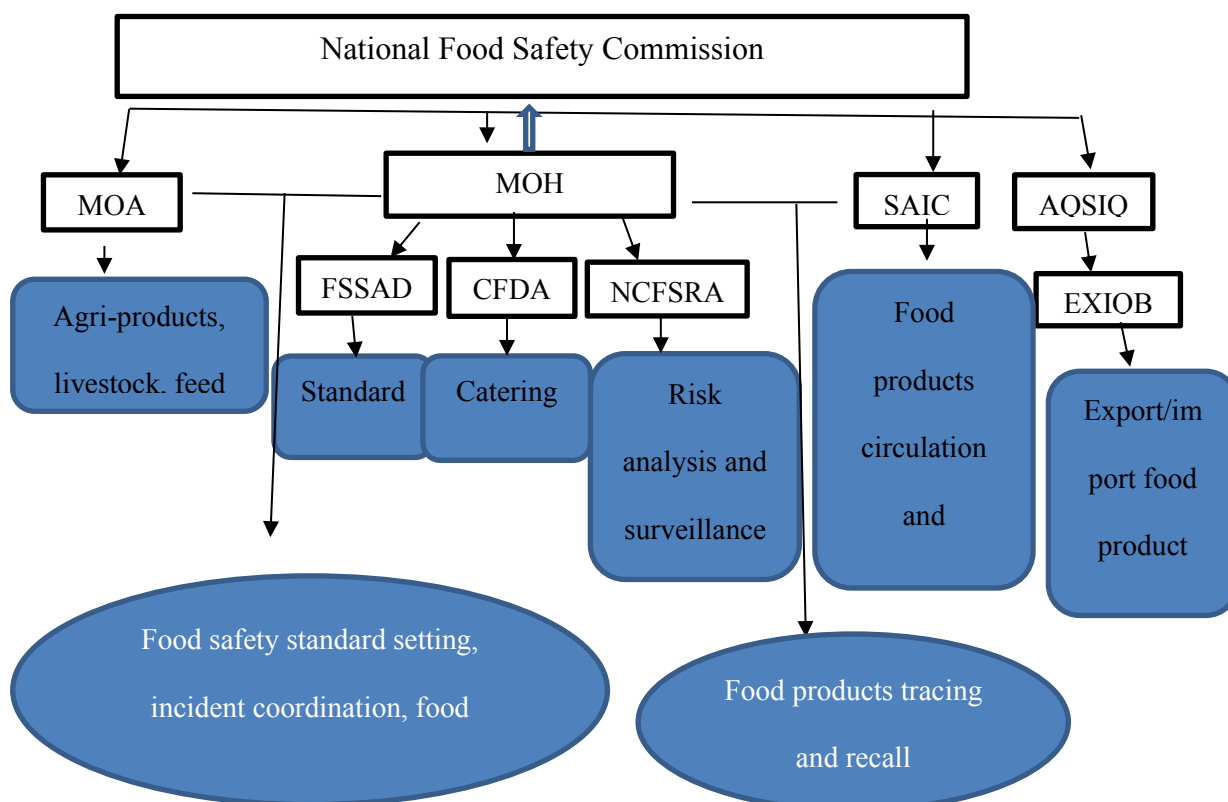 National Food Safety Commission
MOA
MOH
SAIC
AQSIQ
FSSAD
CFDA
NCFSRA
EXIQB
Agri-products,
livestock, feed
Standard
Catering
Risk
analysis and
surveillance
Food
products
circulation
and
Export/im
port food
product
Food safety standard setting,
incident coordination, food
Food products tracing
and recall